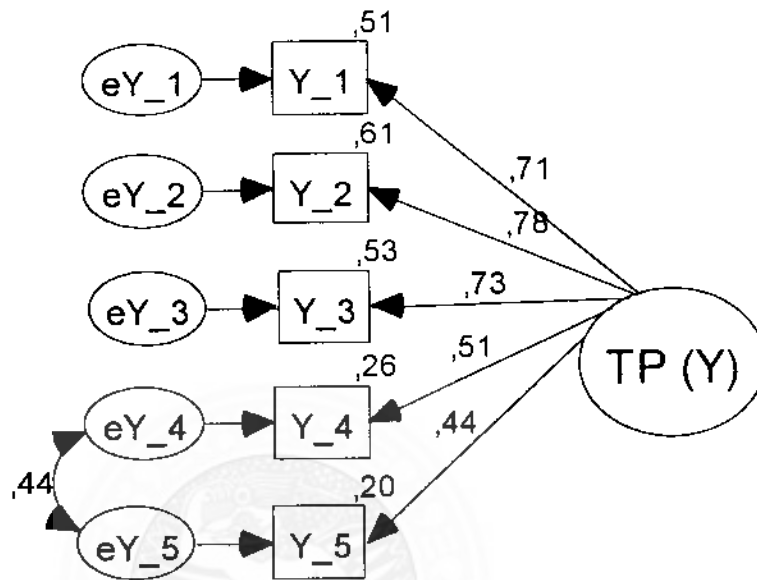 ,51
eY_1 Y_1
,71
,61
eY_2 Y_2
,78
,53
eY_3 Y_3
,73
TP (Y)
,26
,51
eY_4 Y_4
,44
,44
,20
eY_5 Y_5